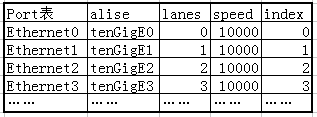 Port表 alise lanes speed index
Ethernet0 tenGigE0 0 10000 0
Ethernet1 tenGigE1 1 10000 1
Ethernet2 tenGigE2 2 10000 2
Ethernet3 tenGigE3 3 10000 3
…… …… …… …… ……